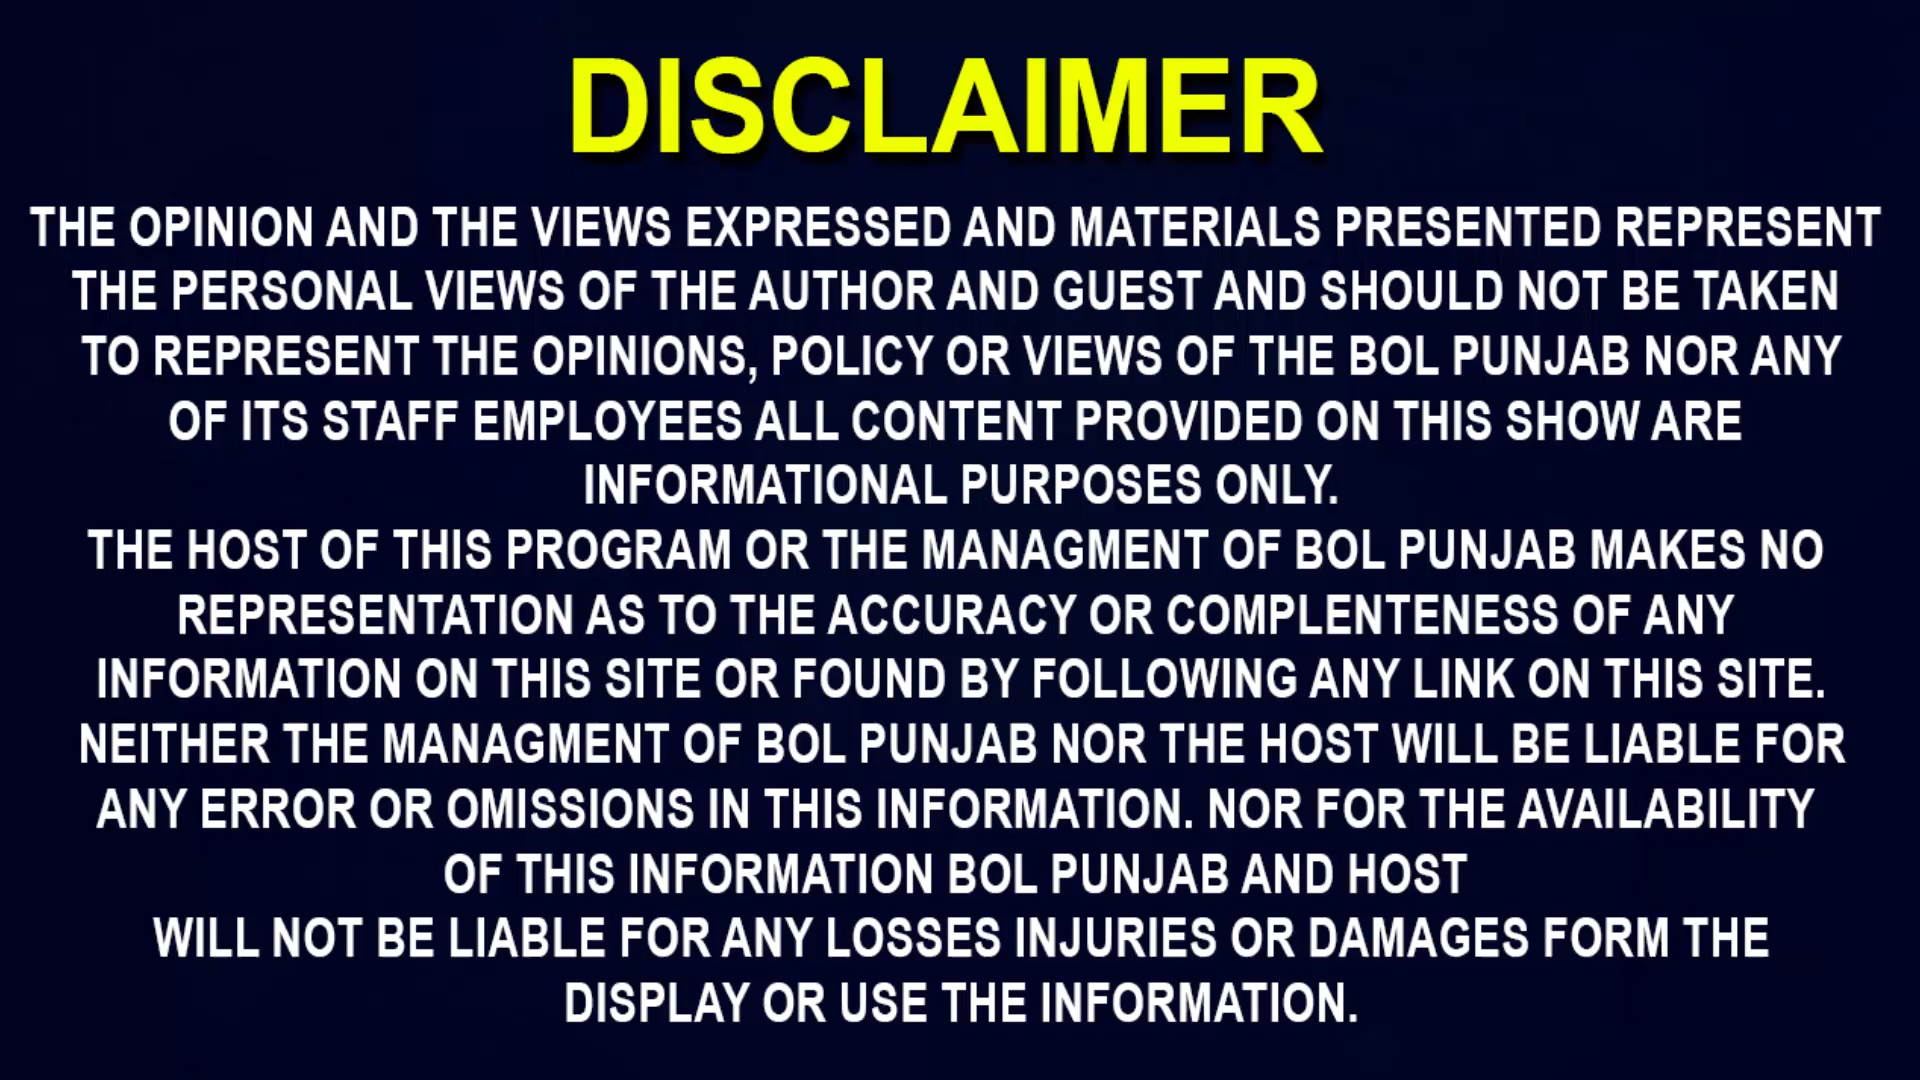 DISCLAIMER
THE OPINION AND THE VIEWS EXPRESSED AND MATERIALS PRESENTED REPRESENT
THE PERSONAL VIEWS OF THE AUTHOR AND GUEST AND SHOULD NOT BE TAKEN
TO REPRESENT THE OPINIONS, POLICY OR VIEWS OF THE BOL PUNJAB NOR ANY
OF ITS STAFF EMPLOYEES ALL CONTENT PROVIDED ON THIS SHOW ARE
INFORMATIONAL PURPOSES ONLY.
THE HOST OF THIS PROGRAM OR THE MANAGMENT OF BOL PUNJAB MAKES NO
REPRESENTATION AS TO THE ACCURACY OR COMPLENTENESS OF ANY
INFORMATION ON THIS SITE OR FOUND BY FOLLOWING ANY LINK ON THIS SITE.
NEITHER THE MANAGMENT OF BOL PUNJAB NOR THE HOST WILL BE LIABLE FOR
ANY ERROR OR OMISSIONS IN THIS INFORMATION. NOR FOR THE AVAILABILITY
OF THIS INFORMATION BOL PUNJAB AND HOST
WILL NOT BE LIABLE FOR ANY LOSSES INJURIES OR DAMAGES FORM THE
DISPLAY OR USE THE INFORMATION.